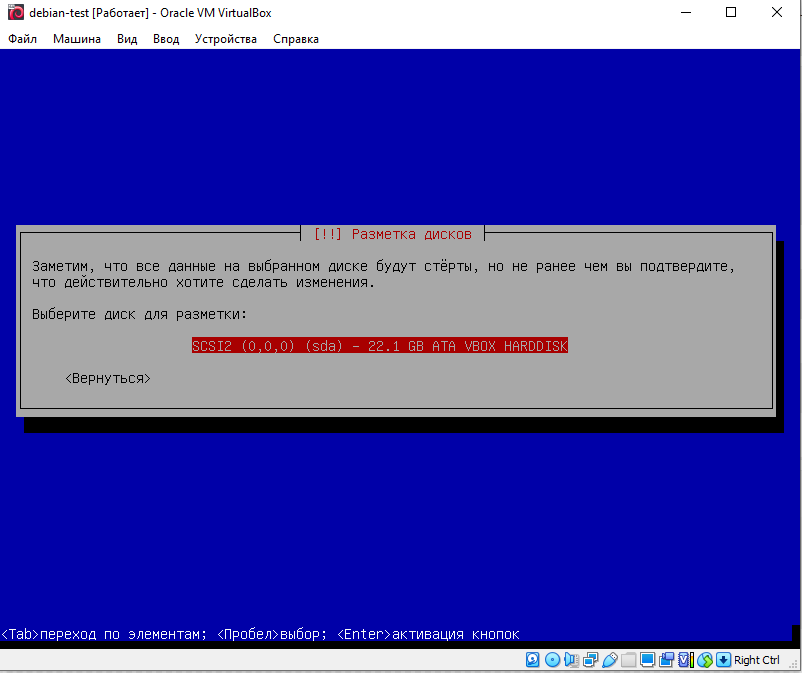 debian-test [Работает] - Oracle VM VirtualBox
Файл Машина Вид Ввод Устройства Справка
[!!] Разметка дисков
Заметим, что все данные на выбранном диске будут стёрты, но не ранее чем вы подтвердите,
что действительно хотите сделать изменения.
Выберите диск для разметки:
SCSI2 (0,0,0) (sda) – 22.1 GB ATA VBOX HARDDISK
<Вернуться>
<Tab>переход по элементам; <Пробел>выбор; <Enter>активация кнопок
Right Ctrl